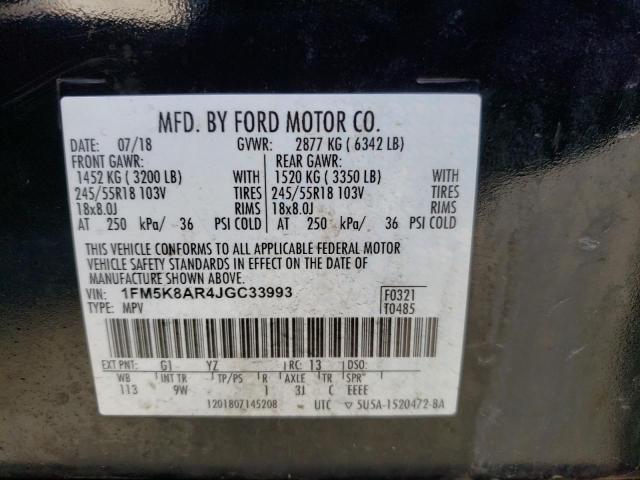 MFD. BY FORD MOTOR CO.
DATE: 07/18 GVWR: 2877 KG ( 6342 LB)
FRONT GAWR: REAR GAWR:
1452 KG ( 3200 LB) WITH 1520 KG ( 3350 LB) WITH
245/55R18 103V TIRES 245/55R18 103V TIRES
18x8.0J RIMS 18x8.0J RIMS
AT 250 kPa/ 36 PSI COLD AT 250 kPa/ 36 PSI COLD
THIS VEHICLE CONFORMS TO ALL APPLICABLE FEDERAL MOTOR
VEHICLE SAFETY STANDARDS IN EFFECT ON THE DATE OF
MANUFACTURE SHOWN ABOVE.
VIN: 1FM5K8AR4JGC33993 F0321
TYPE: MPV T0485
EXT PNT: G1 YZ RC: 13 DSO:
WB INT TR TP/PS R AXLE TR SPR
113 9W 1 31 C EEEE
1201807145208 UTC ▽ 5U5A-1520472-BA